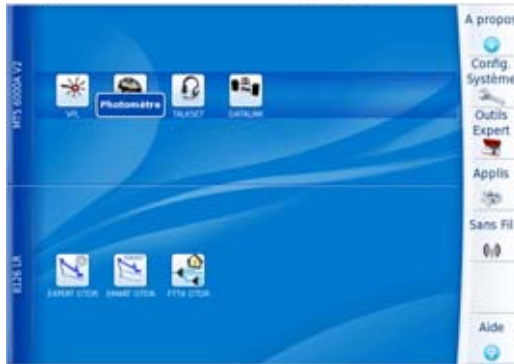 A propos
Config.
Système
Outils
Expert
Applis
Sans Fil
Aide
MTS 6000A V2
VFL
Photomètre
TALKSET
DATALINK
8126 LR
EXPERT OTDR
SMART OTDR
FTTH OTDR